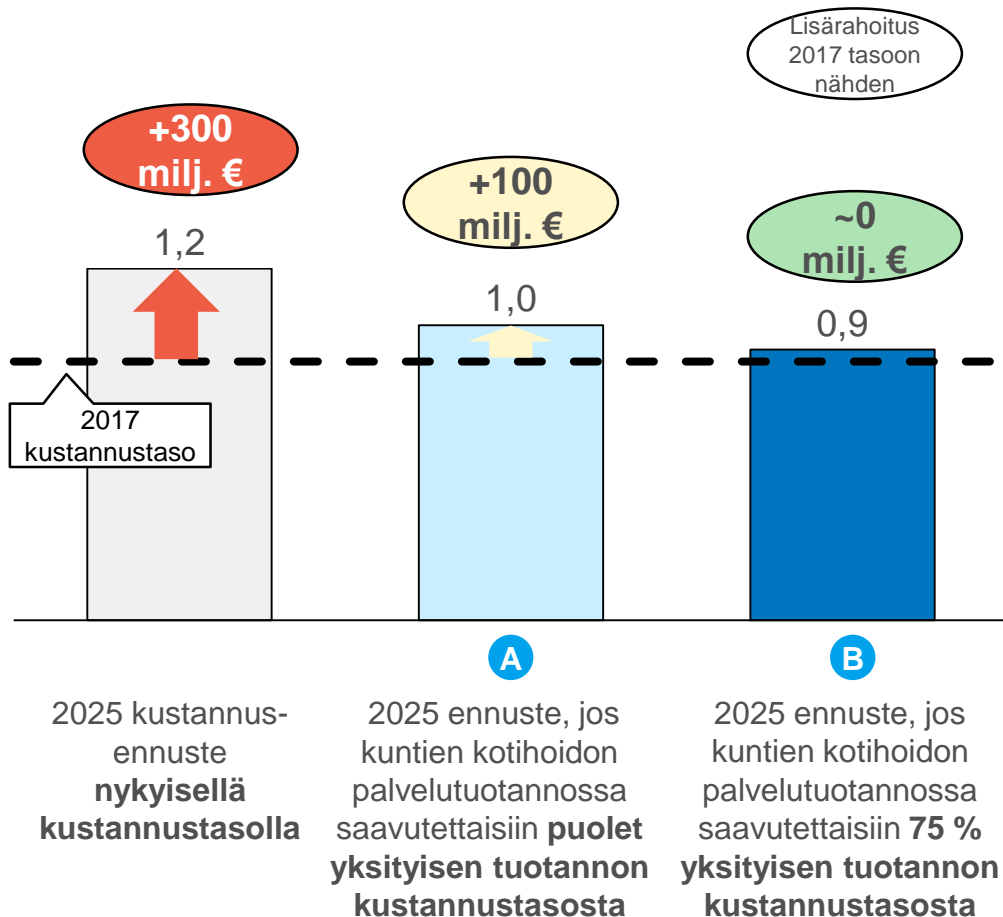 Lisärahoitus
2017 tasoon
nähden
+300
milj. €
+100
milj. €
~0
milj. €
1,2
1,0
0,9
2017
kustannustaso
A
B
2025 kustannus-
ennuste
nykyisellä
kustannustasolla
2025 ennuste, jos
kuntien kotihoidon
palvelutuotannossa
saavutettaisiin puolet
yksityisen tuotannon
kustannustasosta
2025 ennuste, jos
kuntien kotihoidon
palvelutuotannossa
saavutettaisiin 75 %
yksityisen tuotannon
kustannustasosta